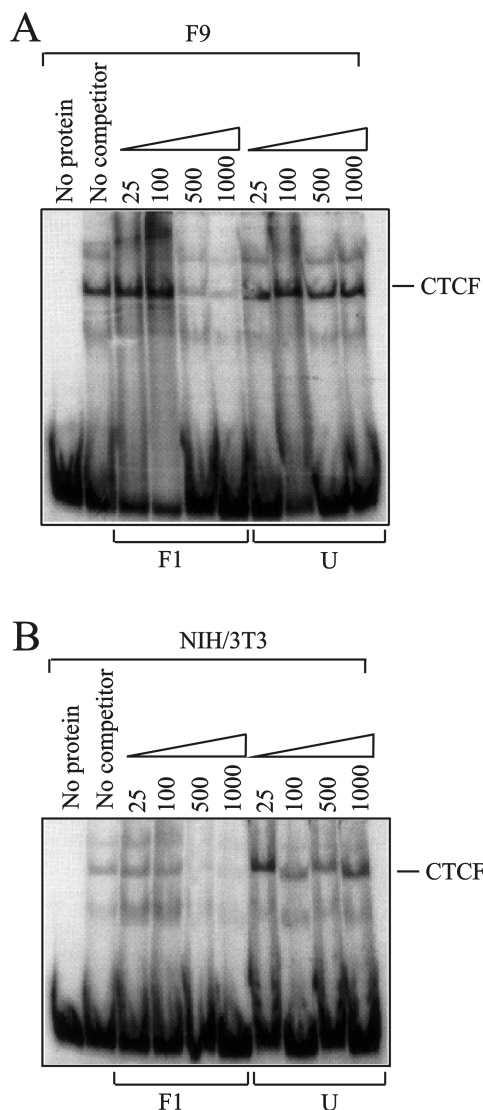 A
F9
No protein
No competitor
25
100
500
1000
25
100
500
1000
CTCF
F1
U
B
NIH/3T3
No protein
No competitor
25
100
500
1000
25
100
500
1000
CTCF
F1
U